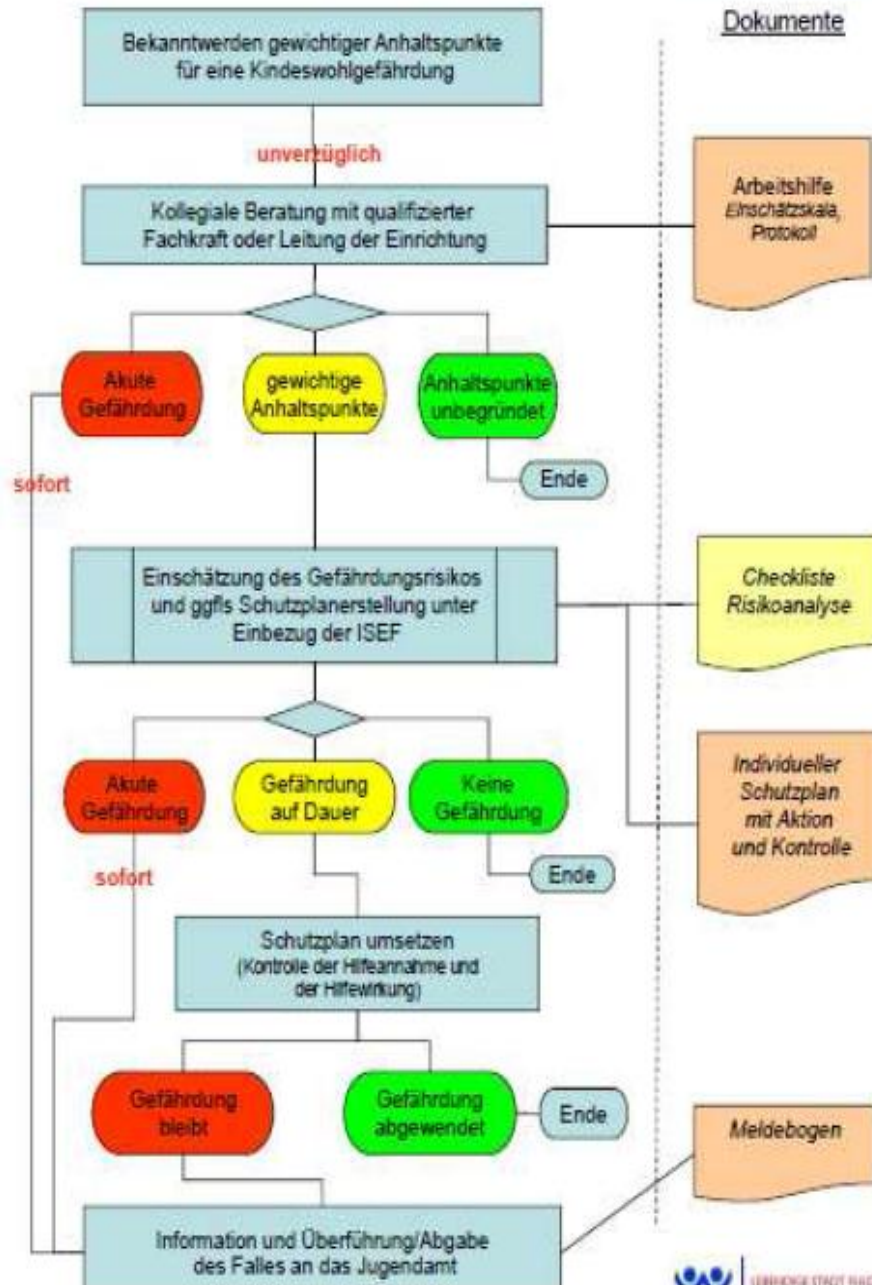 Dokumente
Bekanntwerden gewichtiger Anhaltspunkte
für eine Kindeswohlgefährdung
unverzüglich
Kollegiale Beratung mit qualifizierter
Fachkraft oder Leitung der Einrichtung
Arbeitshilfe
Einschätzskala,
Protokoll
Akute
Gefährdung
gewichtige
Anhaltspunkte
Anhaltspunkte
unbegründet
sofort
Ende
Einschätzung des Gefährdungsrisikos
und ggfls Schutzplanerstellung unter
Einbezug der ISEF
Checkliste
Risikoanalyse
Individueller
Schutzplan
mit Aktion
und Kontrolle
Akute
Gefährdung
Gefährdung
auf Dauer
Keine
Gefährdung
sofort
Ende
Schutzplan umsetzen
(Kontrolle der Hilfeannahme und
der Hilfewirkung)
Gefährdung
bleibt
Gefährdung
abgewendet
Ende
Meldebogen
Information und Überführung/Abgabe
des Falles an das Jugendamt